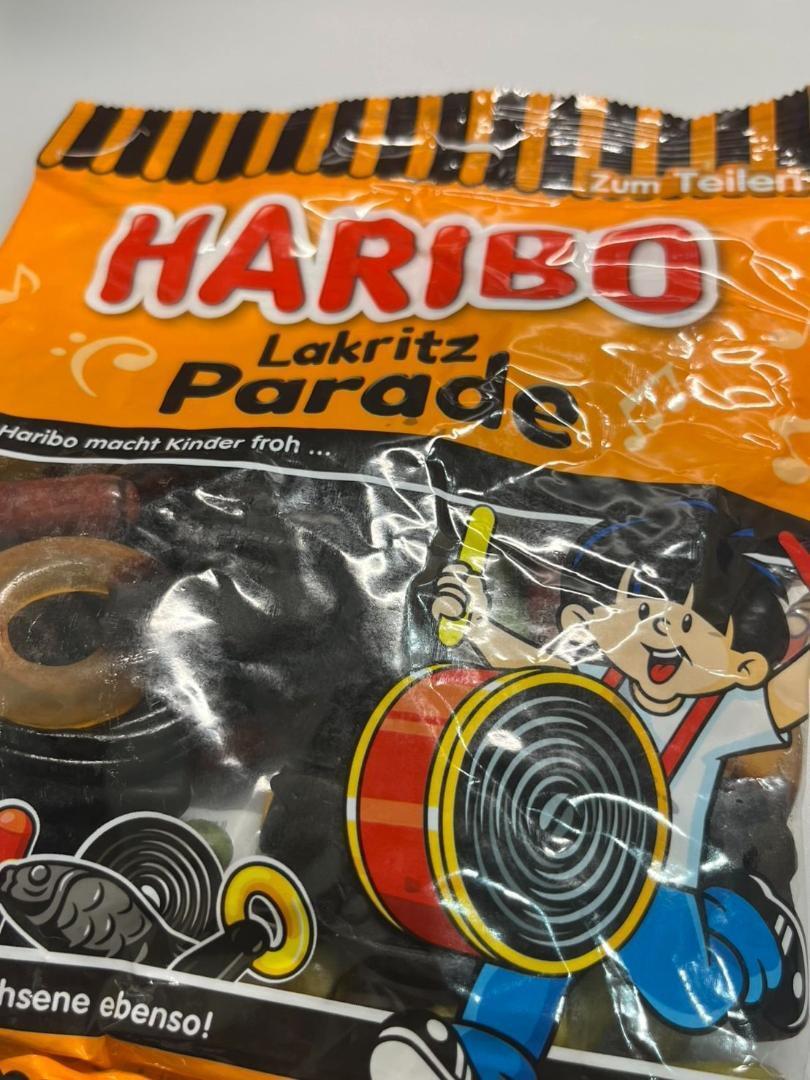 Zum Teilen
HARIBO
Lakritz
Parade
Haribo macht Kinder froh ...
hsene ebenso!